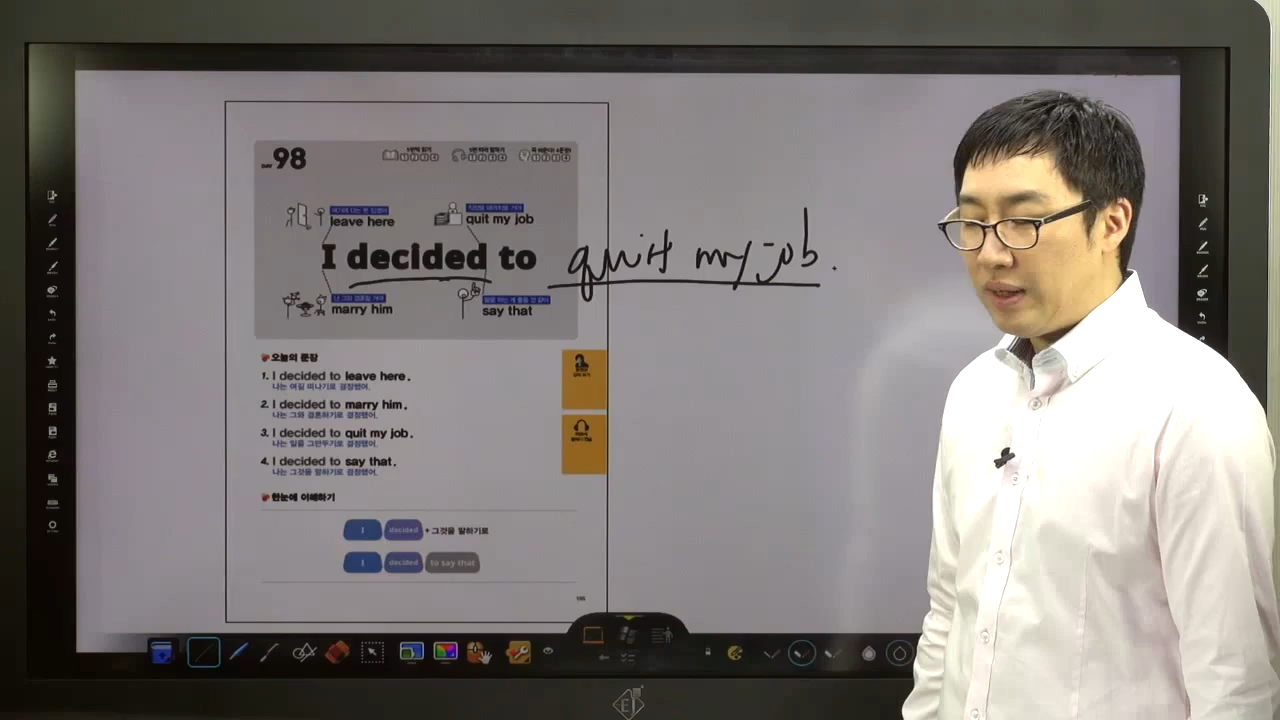 DAY 98
leave here
quit my job
I decided to quit my job.
marry him
say that
오늘의 문장
1. I decided to leave here.
나는 여길 떠나기로 결정했어.
2. I decided to marry him.
나는 그와 결혼하기로 결정했어.
3. I decided to quit my job.
나는 일을 그만두기로 결정했어.
4. I decided to say that.
나는 그것을 말하기로 결정했어.
한눈에 이해하기
I decided + 그것을 말하기로
I decided to say that